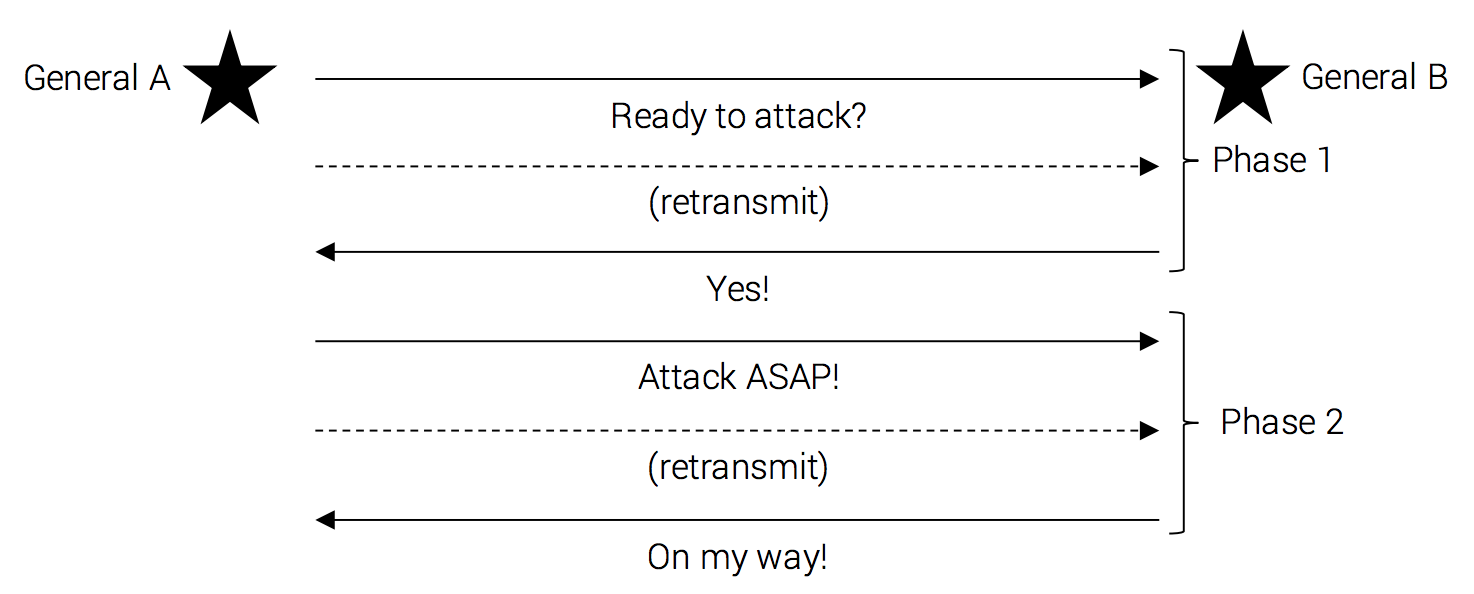 General A
General B
Ready to attack?
Phase 1
(retransmit)
Yes!
Attack ASAP!
Phase 2
(retransmit)
On my way!